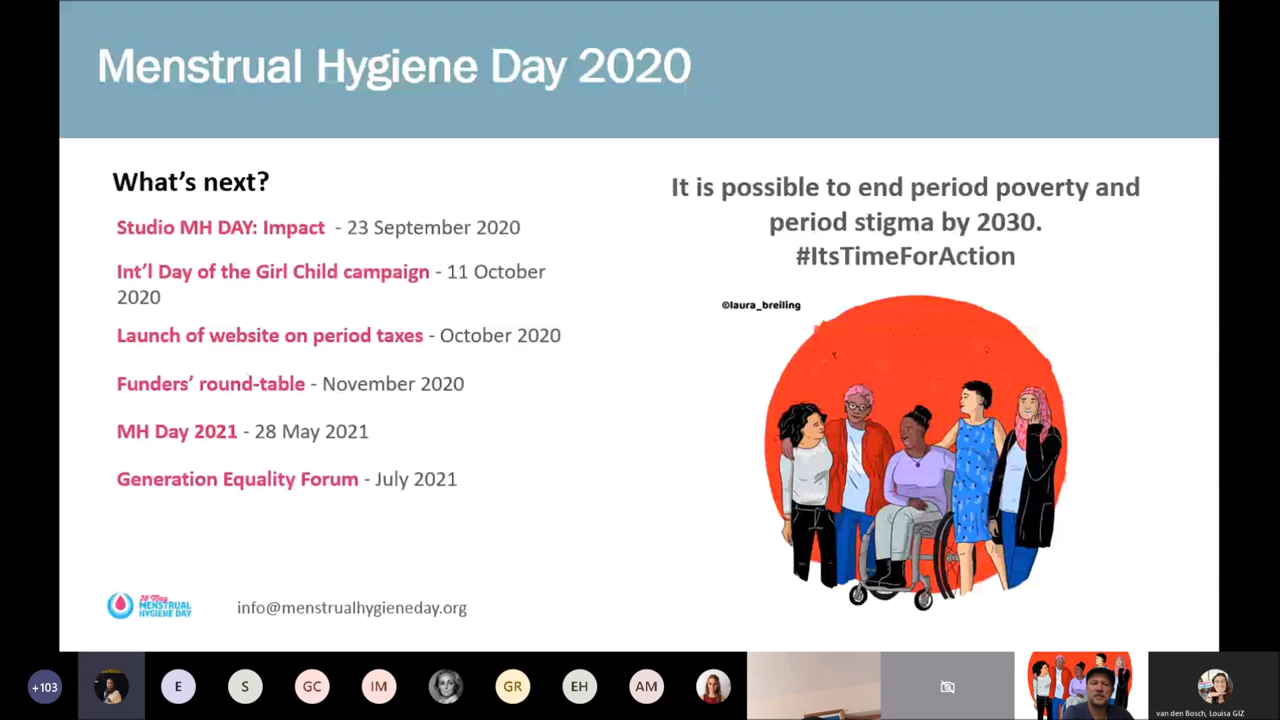 Menstrual Hygiene Day 2020
What's next?
Studio MH DAY: Impact - 23 September 2020
Int'l Day of the Girl Child campaign - 11 October
2020
Launch of website on period taxes - October 2020
Funders' round-table - November 2020
MH Day 2021 - 28 May 2021
Generation Equality Forum - July 2021
It is possible to end period poverty and
period stigma by 2030.
#ItsTimeForAction
©laura_breiling
28 May
MENSTRUAL
HYGIENE DAY
info@menstrualhygieneday.org
+103
E
S
GC
IM
GR
EH
AM
van den Bosch, Louisa GIZ